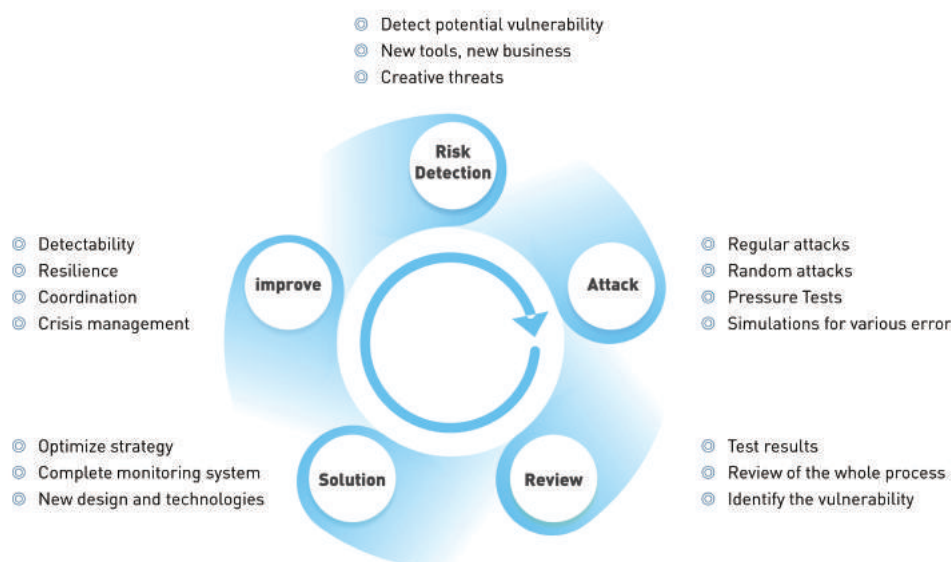 Detect potential vulnerability
New tools, new business
Creative threats
Risk
Detection
Detectability
Resilience
Coordination
Crisis management
improve
Attack
Regular attacks
Random attacks
Pressure Tests
Simulations for various error
Optimize strategy
Complete monitoring system
New design and technologies
Solution
Review
Test results
Review of the whole process
Identify the vulnerability